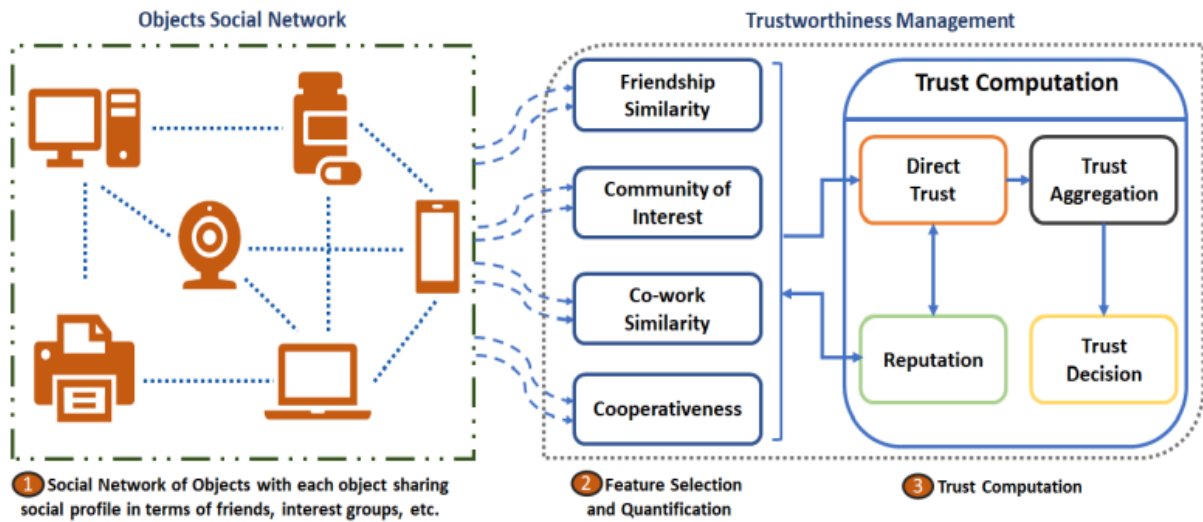 Objects Social Network
Trustworthiness Management
Friendship
Similarity
Community of
Interest
Co-work
Similarity
Cooperativeness
Trust Computation
Direct
Trust
Trust
Aggregation
Reputation
Trust
Decision
1 Social Network of Objects with each object sharing
social profile in terms of friends, interest groups, etc.
2 Feature Selection
and Quantification
3 Trust Computation